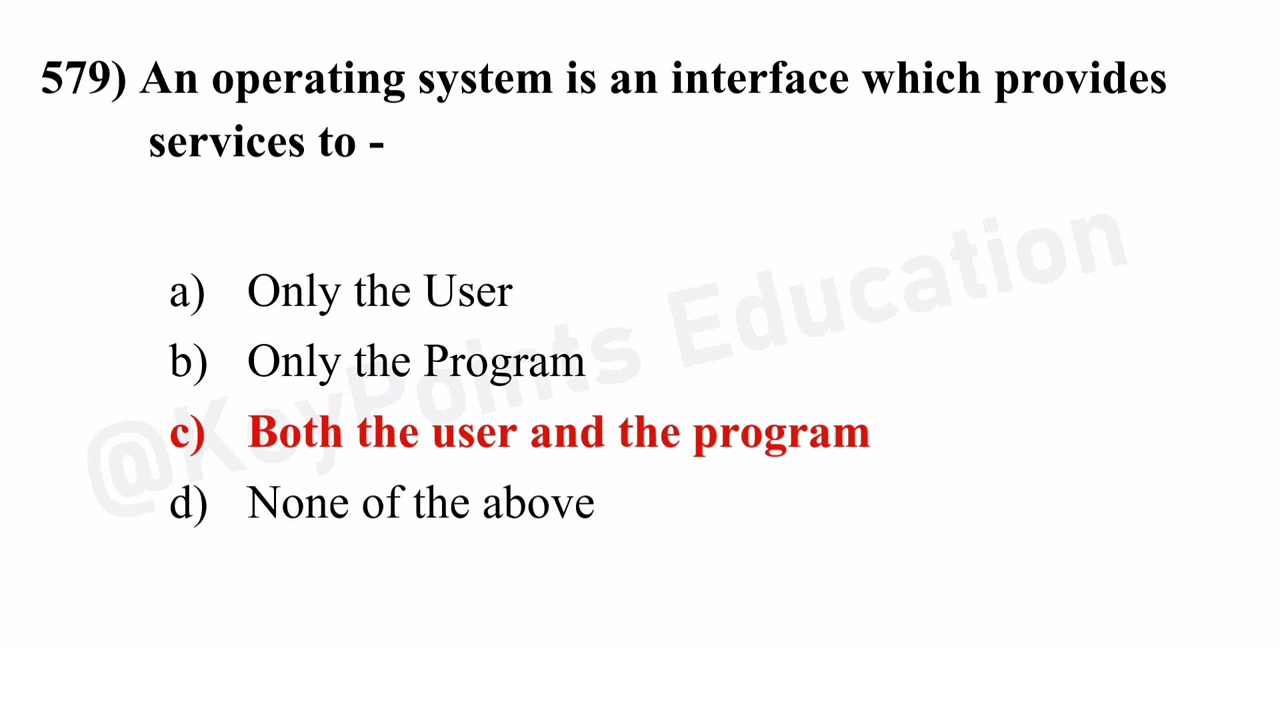 579) An operating system is an interface which provides
services to -
a) Only the User
b) Only the Program
c) Both the user and the program
d) None of the above
@KeyPoints Education